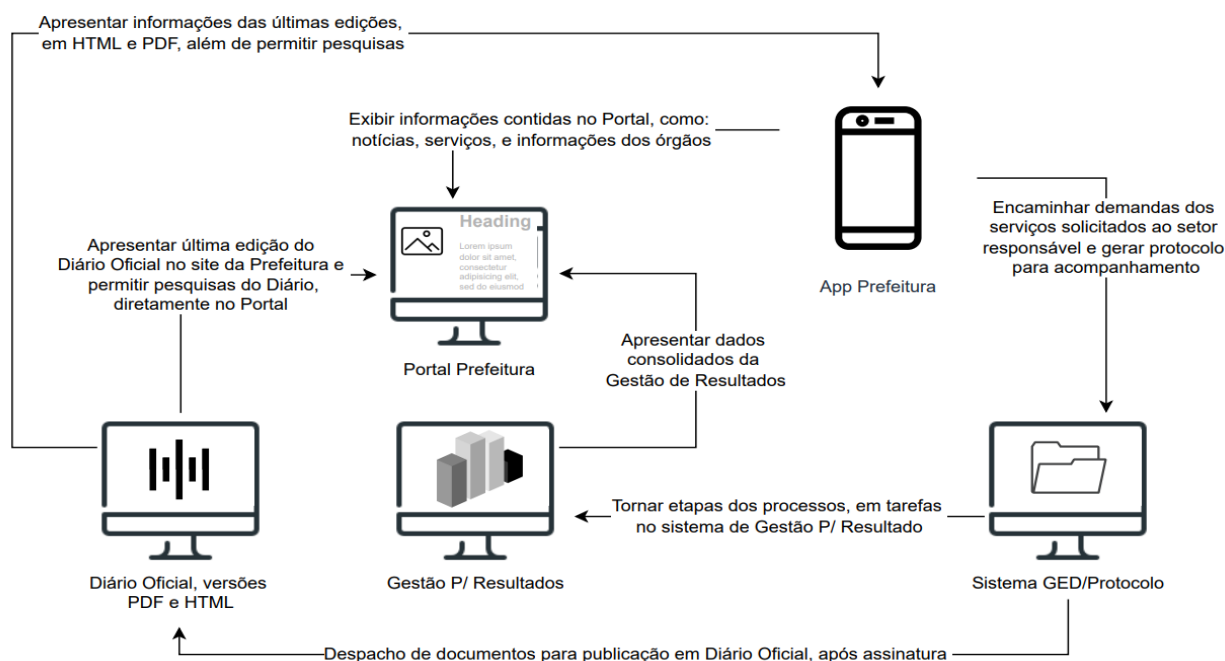 Apresentar informações das últimas edições,
em HTML e PDF, além de permitir pesquisas
Exibir informações contidas no Portal, como:
notícias, serviços, e informações dos órgãos
Heading
Lorem ipsum
dolor sit amet,
consectetur
adipisicing elit,
sed do eiusmod
Portal Prefeitura
App Prefeitura
Encaminhar demandas dos
serviços solicitados ao setor
responsável e gerar protocolo
para acompanhamento
Apresentar última edição do
Diário Oficial no site da Prefeitura e
permitir pesquisas do Diário,
diretamente no Portal
Apresentar dados
consolidados da
Gestão de Resultados
Diário Oficial, versões
PDF e HTML
Gestão P/ Resultados
Tornar etapas dos processos, em tarefas
no sistema de Gestão P/ Resultado
Sistema GED/Protocolo
Despacho de documentos para publicação em Diário Oficial, após assinatura